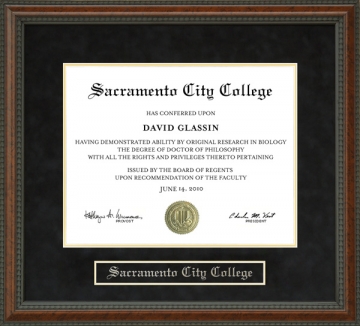 Sacramento City College
HAS CONFERRED UPON
DAVID GLASSIN
HAVING DEMONSTRATED ABILITY BY ORIGINAL RESEARCH IN BIOLOGY
THE DEGREE OF DOCTOR OF PHILOSOPHY
WITH ALL THE RIGHTS AND PRIVILEGES THERETO PERTAINING
ISSUED BY THE BOARD OF REGENTS
UPON RECOMMENDATION OF THE FACULTY
JUNE 14, 2010
PROVOST
PRESIDENT
Sacramento City College